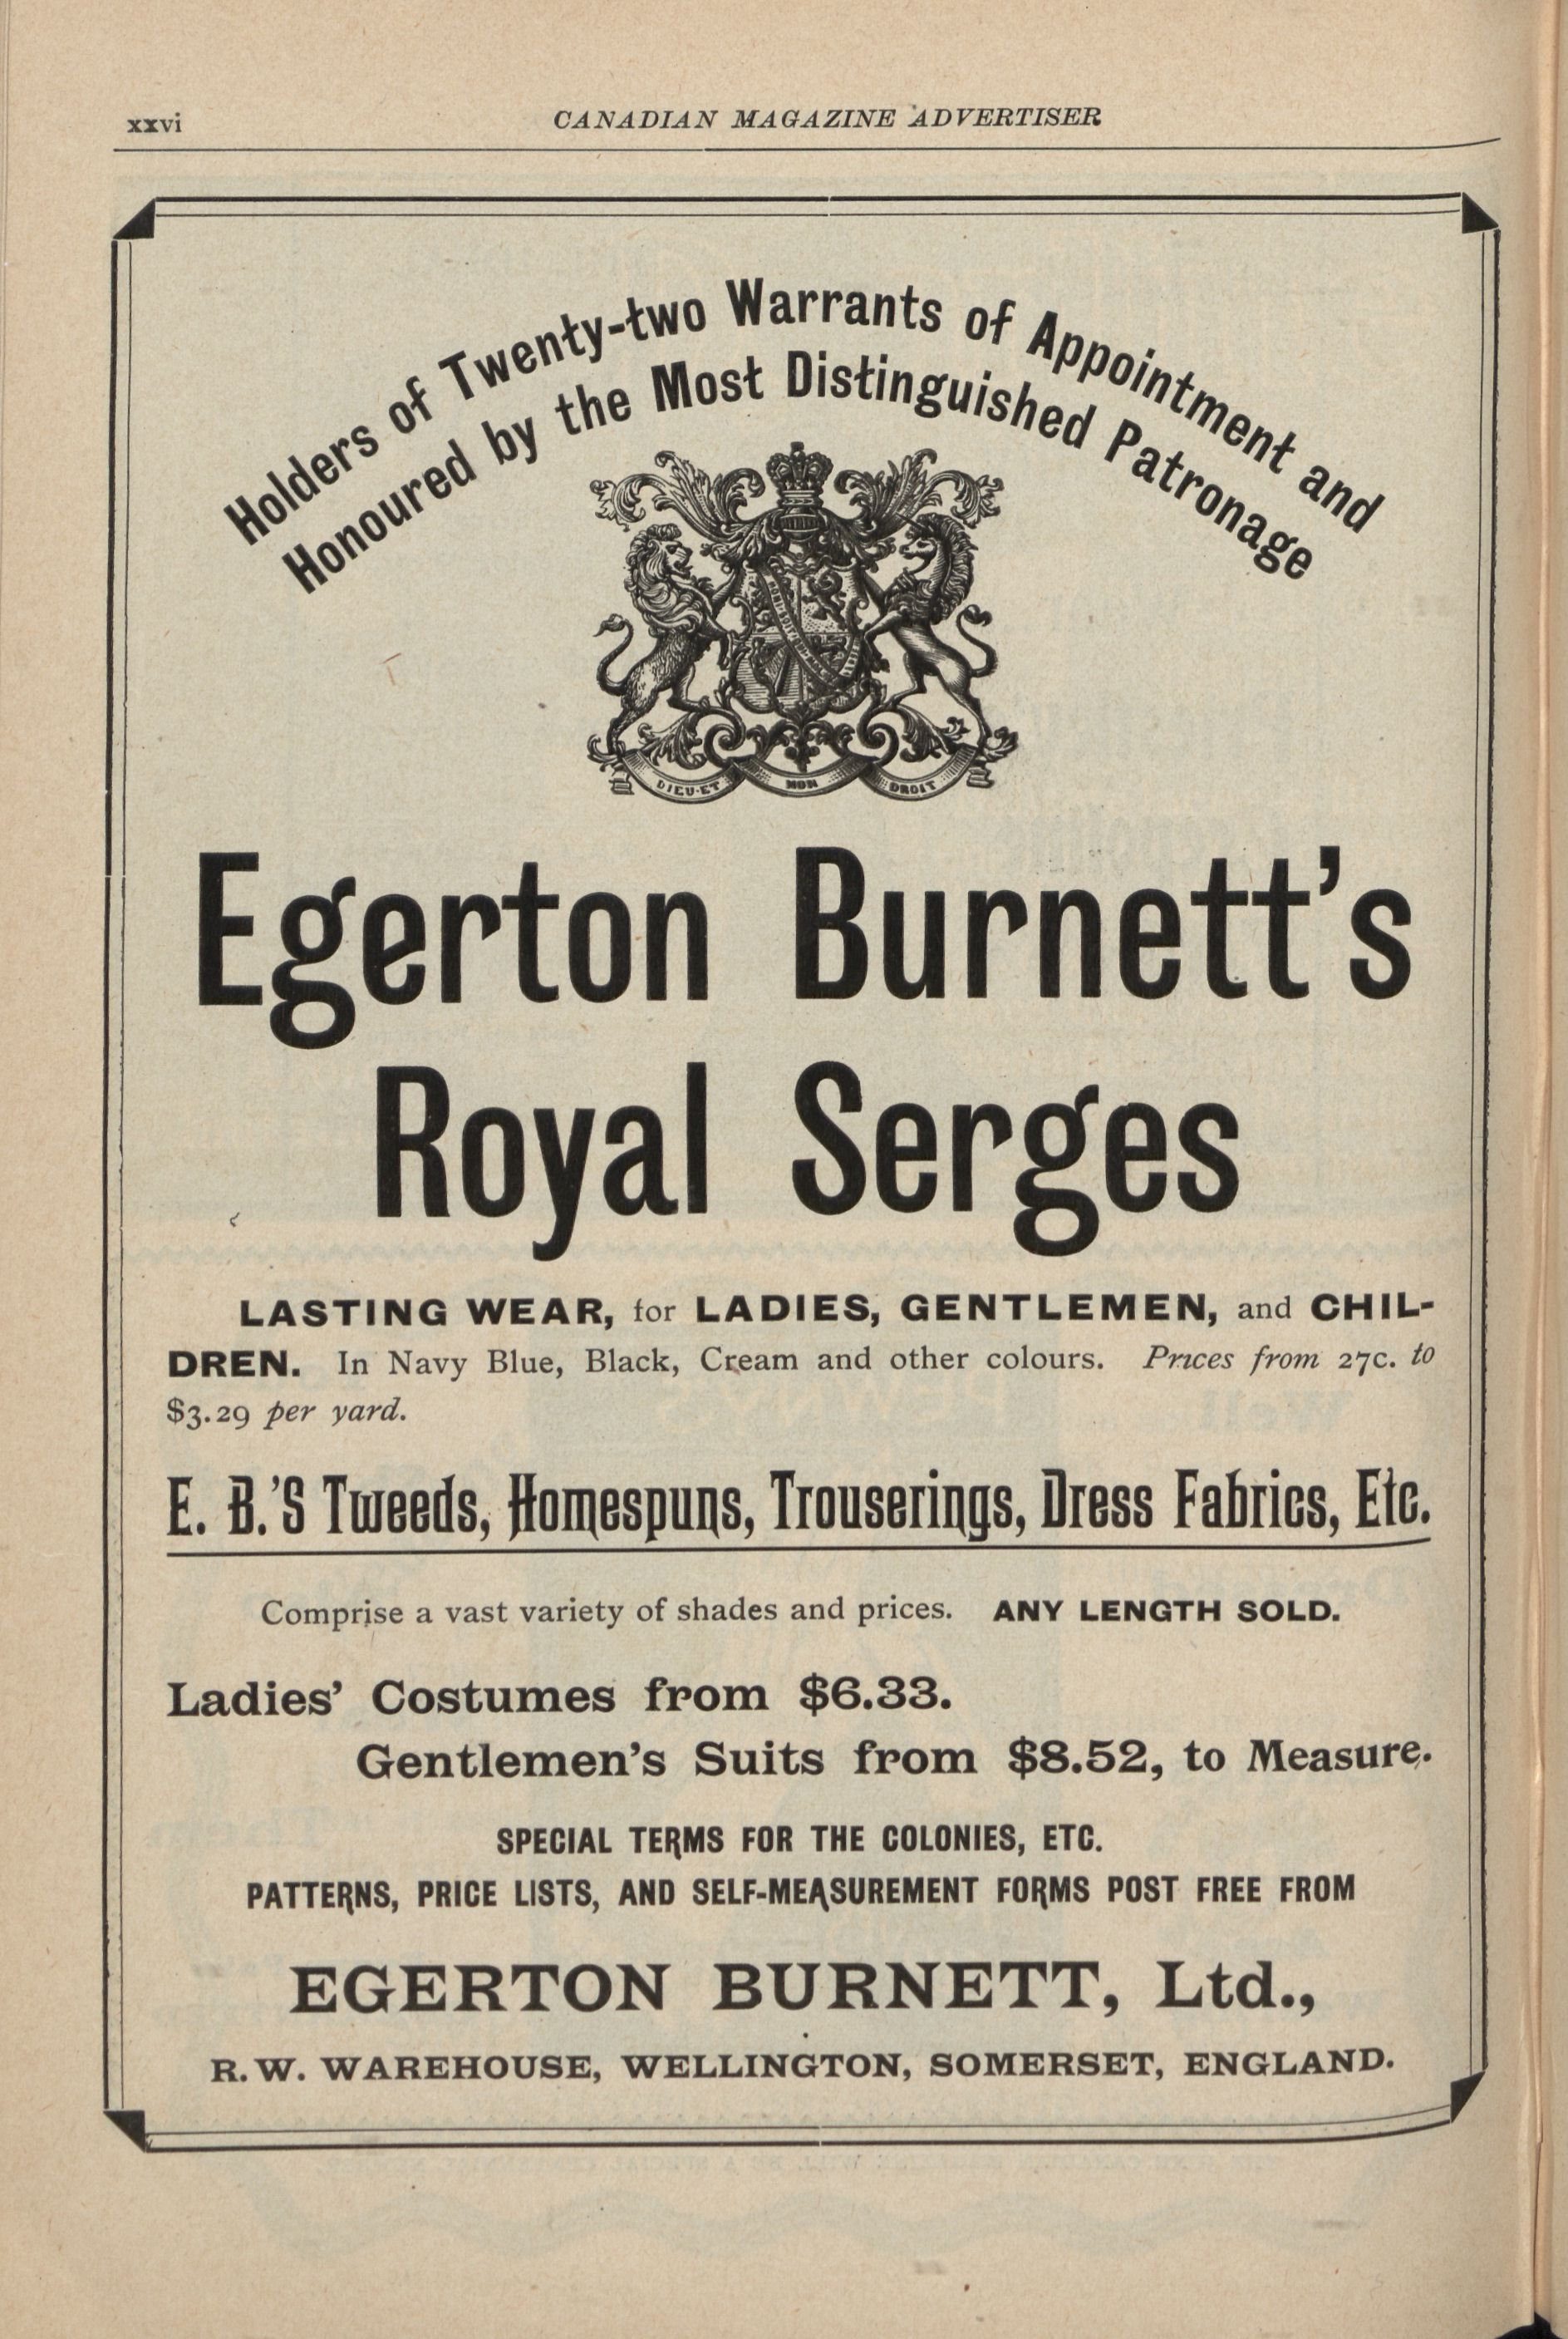 xxvi
CANADIAN MAGAZINE ADVERTISER
Holders of Twenty-two Warrants of Appointment and
Honoured by the Most Distinguished Patronage
DIEU·ET MON DROIT
Egerton Burnett's
Royal Serges
LASTING WEAR, for LADIES, GENTLEMEN, and CHIL-
DREN. In Navy Blue, Black, Cream and other colours. Prices from 27c. to
$3.29 per yard.
E. B.'S Tweeds, Homespuns, Trouserings, Dress Fabrics, Etc.
Comprise a vast variety of shades and prices. ANY LENGTH SOLD.
Ladies' Costumes from $6.33.
Gentlemen's Suits from $8.52, to Measure.
SPECIAL TERMS FOR THE COLONIES, ETC.
PATTERNS, PRICE LISTS, AND SELF-MEASUREMENT FORMS POST FREE FROM
EGERTON BURNETT, Ltd.,
R. W. WAREHOUSE, WELLINGTON, SOMERSET, ENGLAND.